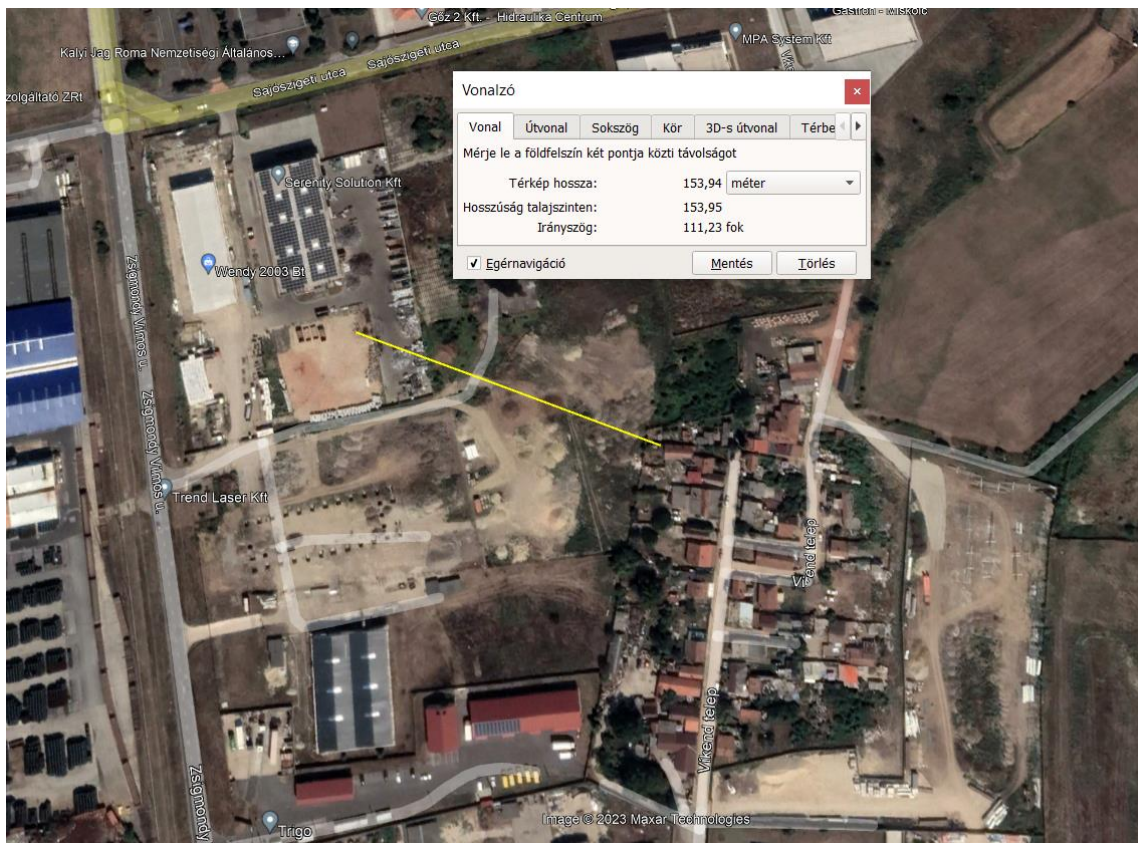 Gőz 2 Kft. - Hidraulika Centrum
Gastron - Miskolc
Kalyi Jag Roma Nemzetiségi Általános...
MPA System Kft
Sajószigeti utca
Sajószigeti utca
zolgáltató ZRt
Vonalzó
Vonal Útvonal Sokszög Kör 3D-s útvonal Térbe
Mérje le a földfelszín két pontja közti távolságot
Térkép hossza: 153,94 méter
Hosszúság talajszinten: 153,95
Irányszög: 111,23 fok
Egérnavigáció Mentés Törlés
Serenity Solution Kft
Wendy 2003 Bt
Zsigmondy Vilmos u.
Zsigmondy Vilmos u.
Trend Laser Kft
Vikend telep
Vikend telep
Zsigmondy
Trigo
Image © 2023 Maxar Technologies